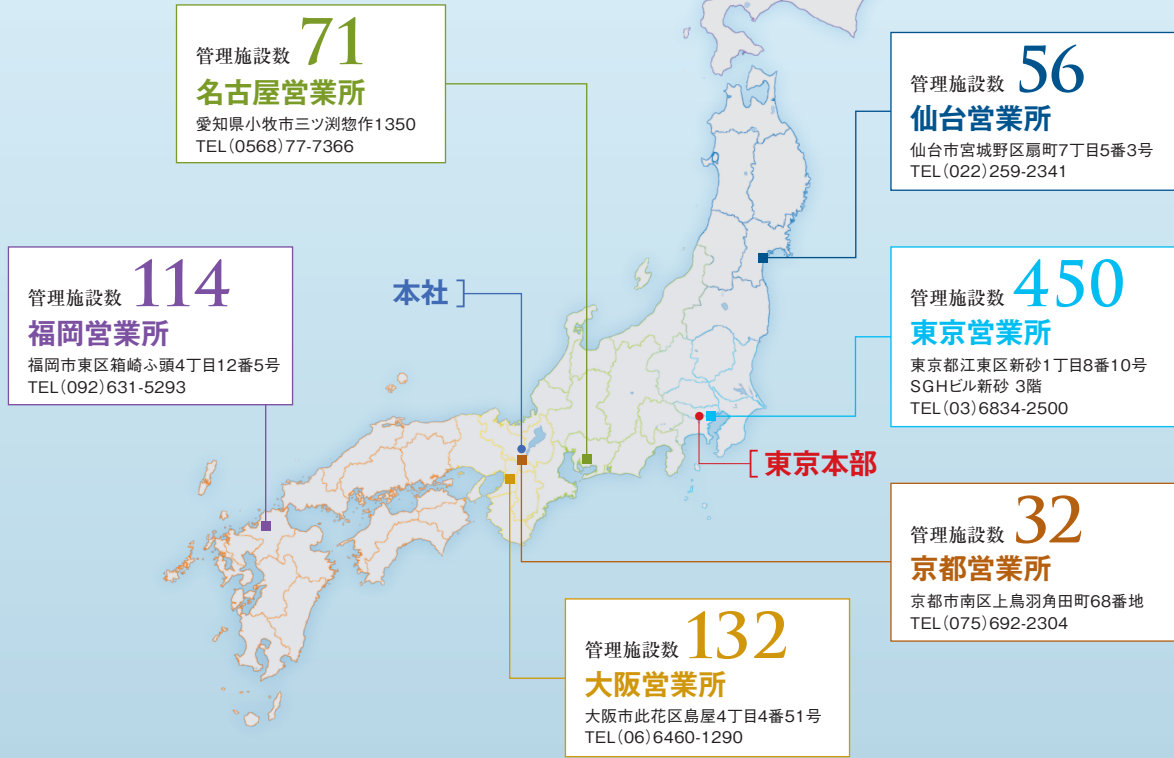 管理施設数 71
名古屋営業所
愛知県小牧市三ツ渕惣作1350
TEL(0568)77-7366
管理施設数 56
仙台営業所
仙台市宮城野区扇町7丁目5番3号
TEL(022)259-2341
管理施設数 114
福岡営業所
福岡市東区箱崎ふ頭4丁目12番5号
TEL(092)631-5293
本社
管理施設数 450
東京営業所
東京都江東区新砂1丁目8番10号
SGHビル新砂 3階
TEL(03)6834-2500
東京本部
管理施設数 32
京都営業所
京都市南区上鳥羽角田町68番地
TEL(075)692-2304
管理施設数 132
大阪営業所
大阪市此花区島屋4丁目4番51号
TEL(06)6460-1290